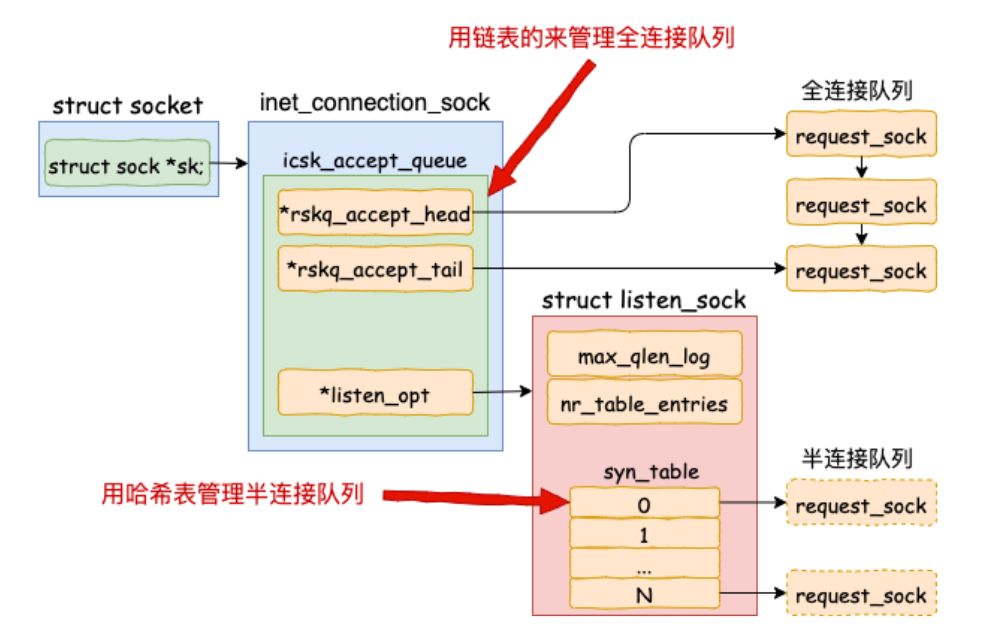 用链表的来管理全连接队列
struct socket
struct sock *sk;
inet_connection_sock
icsk_accept_queue
*rskq_accept_head
*rskq_accept_tail
*listen_opt
全连接队列
request_sock
request_sock
request_sock
struct listen_sock
max_qlen_log
nr_table_entries
用哈希表管理半连接队列
syn_table
0
1
...
N
半连接队列
request_sock
request_sock